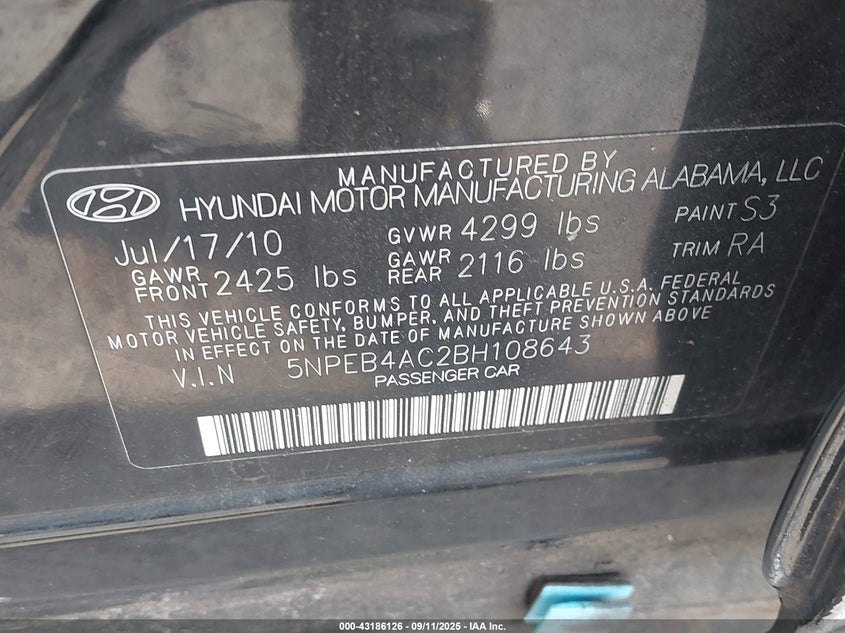 MANUFACTURED BY
HYUNDAI MOTOR MANUFACTURING ALABAMA, LLC
Jul/17/10 GVWR 4299 lbs PAINT S3
GAWR FRONT 2425 lbs GAWR REAR 2116 lbs TRIM RA
THIS VEHICLE CONFORMS TO ALL APPLICABLE U.S.A. FEDERAL
MOTOR VEHICLE SAFETY, BUMPER, AND THEFT PREVENTION STANDARDS
IN EFFECT ON THE DATE OF MANUFACTURE SHOWN ABOVE
V.I.N 5NPEB4AC2BH108643
PASSENGER CAR
000-43186126 - 09/11/2025 - IAA Inc.